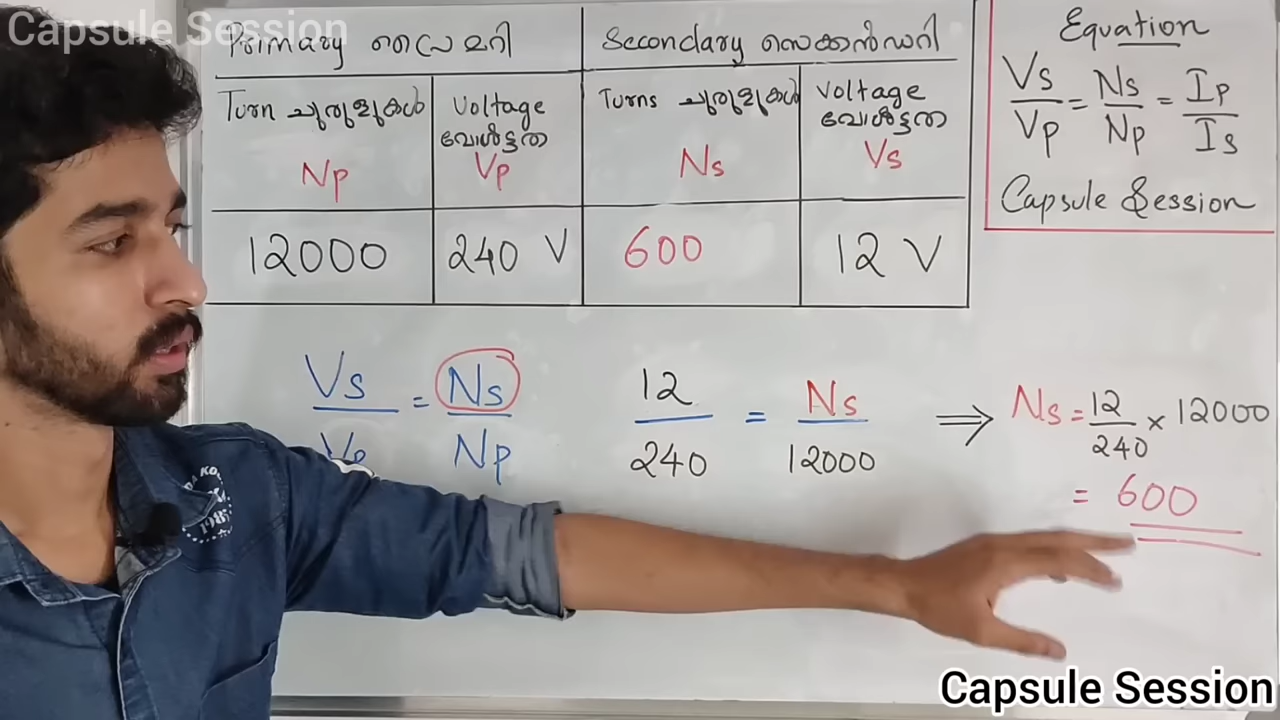 Capsule Session
Primary പ്രൈമറി
Secondary സെക്കൻഡറി
Turn ചുരുളുകൾ
Voltage
വോൾട്ടത
Turns ചുരുളുകൾ
Voltage
വോൾട്ടത
Np
Vp
Ns
Vs
12000
240 V
600
12 V
Equation
Vs/Vp = Ns/Np = Ip/Is
Capsule Session
Vs/Vp = Ns/Np
12/240 = Ns/12000
⇒ Ns = 12/240 × 12000
= 600
Capsule Session